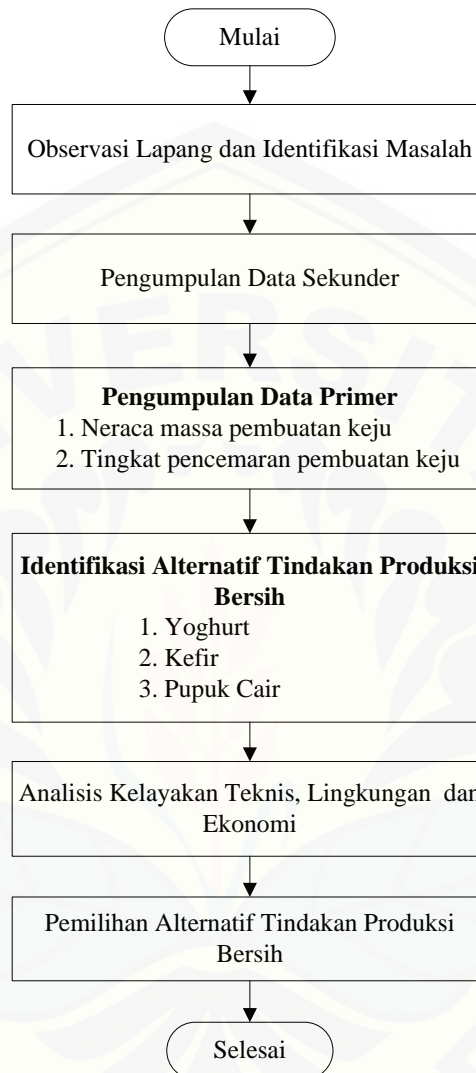 Mulai
Observasi Lapang dan Identifikasi Masalah
Pengumpulan Data Sekunder
Pengumpulan Data Primer
1. Neraca massa pembuatan keju
2. Tingkat pencemaran pembuatan keju
Identifikasi Alternatif Tindakan Produksi
Bersih
1. Yoghurt
2. Kefir
3. Pupuk Cair
Analisis Kelayakan Teknis, Lingkungan dan
Ekonomi
Pemilihan Alternatif Tindakan Produksi
Bersih
Selesai